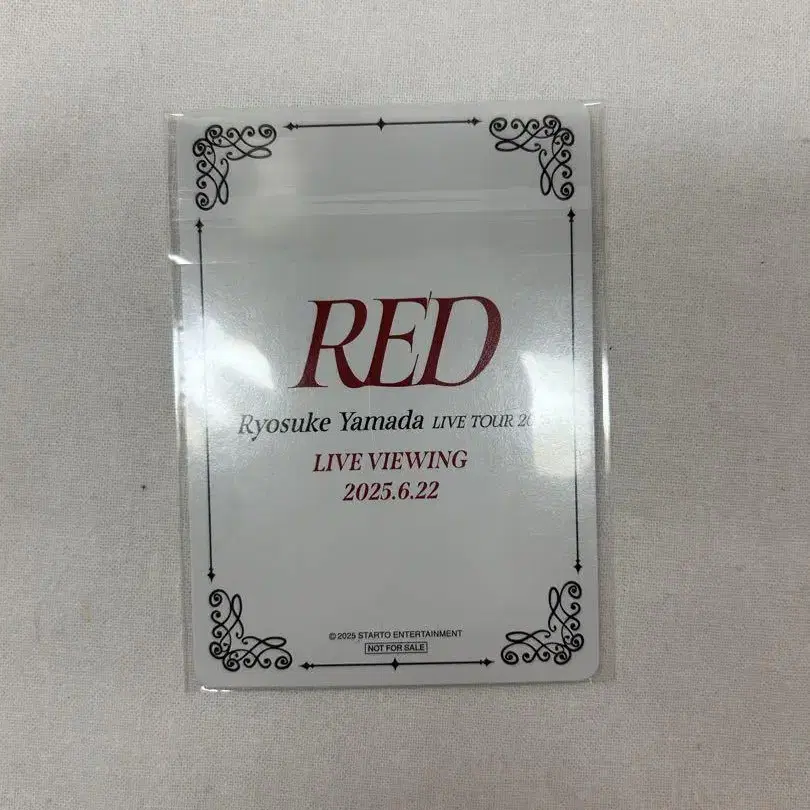 RED
Ryosuke Yamada LIVE TOUR
LIVE VIEWING
2025.6.22
© 2025 STARTO ENTERTAINMENT
NOT FOR SALE